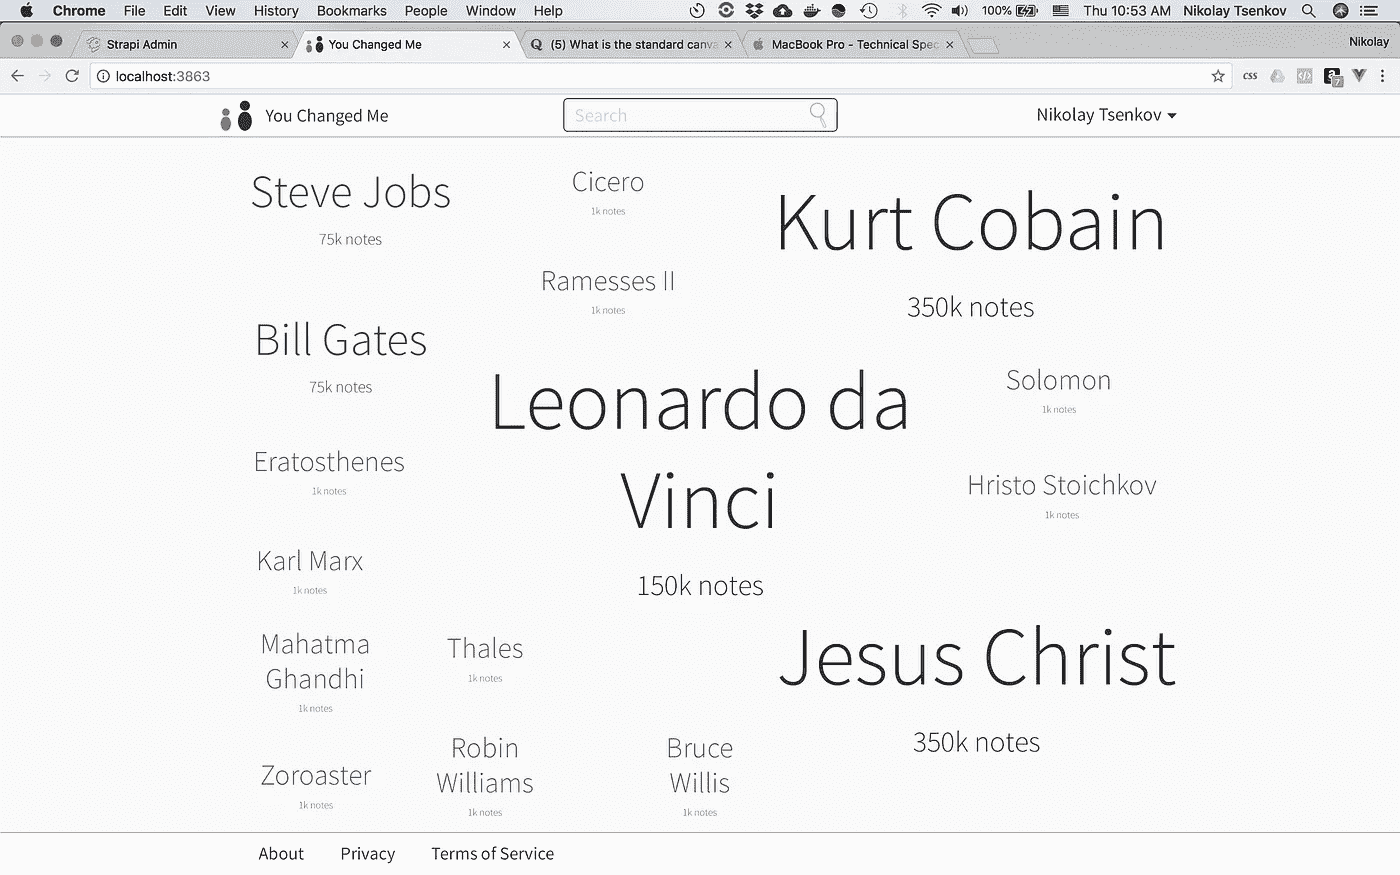 Chrome File Edit View History Bookmarks People Window Help 100% Thu 10:53 AM Nikolay Tsenkov
Strapi Admin
You Changed Me
(5) What is the standard canva
MacBook Pro - Technical Spec
Nikolay
localhost:3863
css
7
You Changed Me
Search
Nikolay Tsenkov
Steve Jobs
75k notes
Cicero
1k notes
Kurt Cobain
350k notes
Ramesses II
1k notes
Bill Gates
75k notes
Leonardo da
Vinci
150k notes
Solomon
1k notes
Eratosthenes
1k notes
Hristo Stoichkov
1k notes
Karl Marx
1k notes
Mahatma
Ghandhi
1k notes
Thales
1k notes
Jesus Christ
350k notes
Zoroaster
1k notes
Robin
Williams
1k notes
Bruce
Willis
1k notes
About Privacy Terms of Service